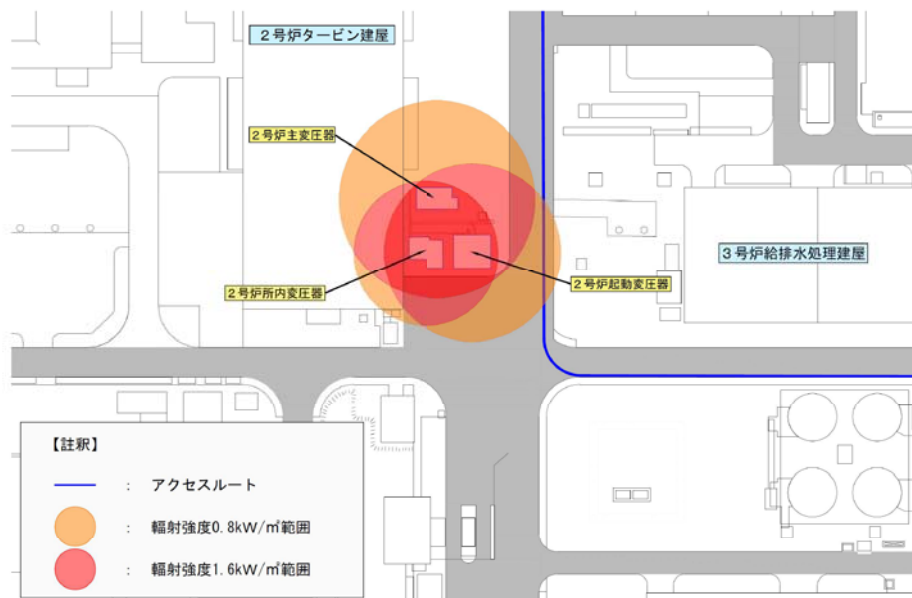 2号炉タービン建屋
2号炉主変圧器
3号炉給排水処理建屋
2号炉所内変圧器
2号炉起動変圧器
【註釈】
： アクセスルート
： 輻射強度0.8kW/㎡範囲
： 輻射強度1.6kW/㎡範囲